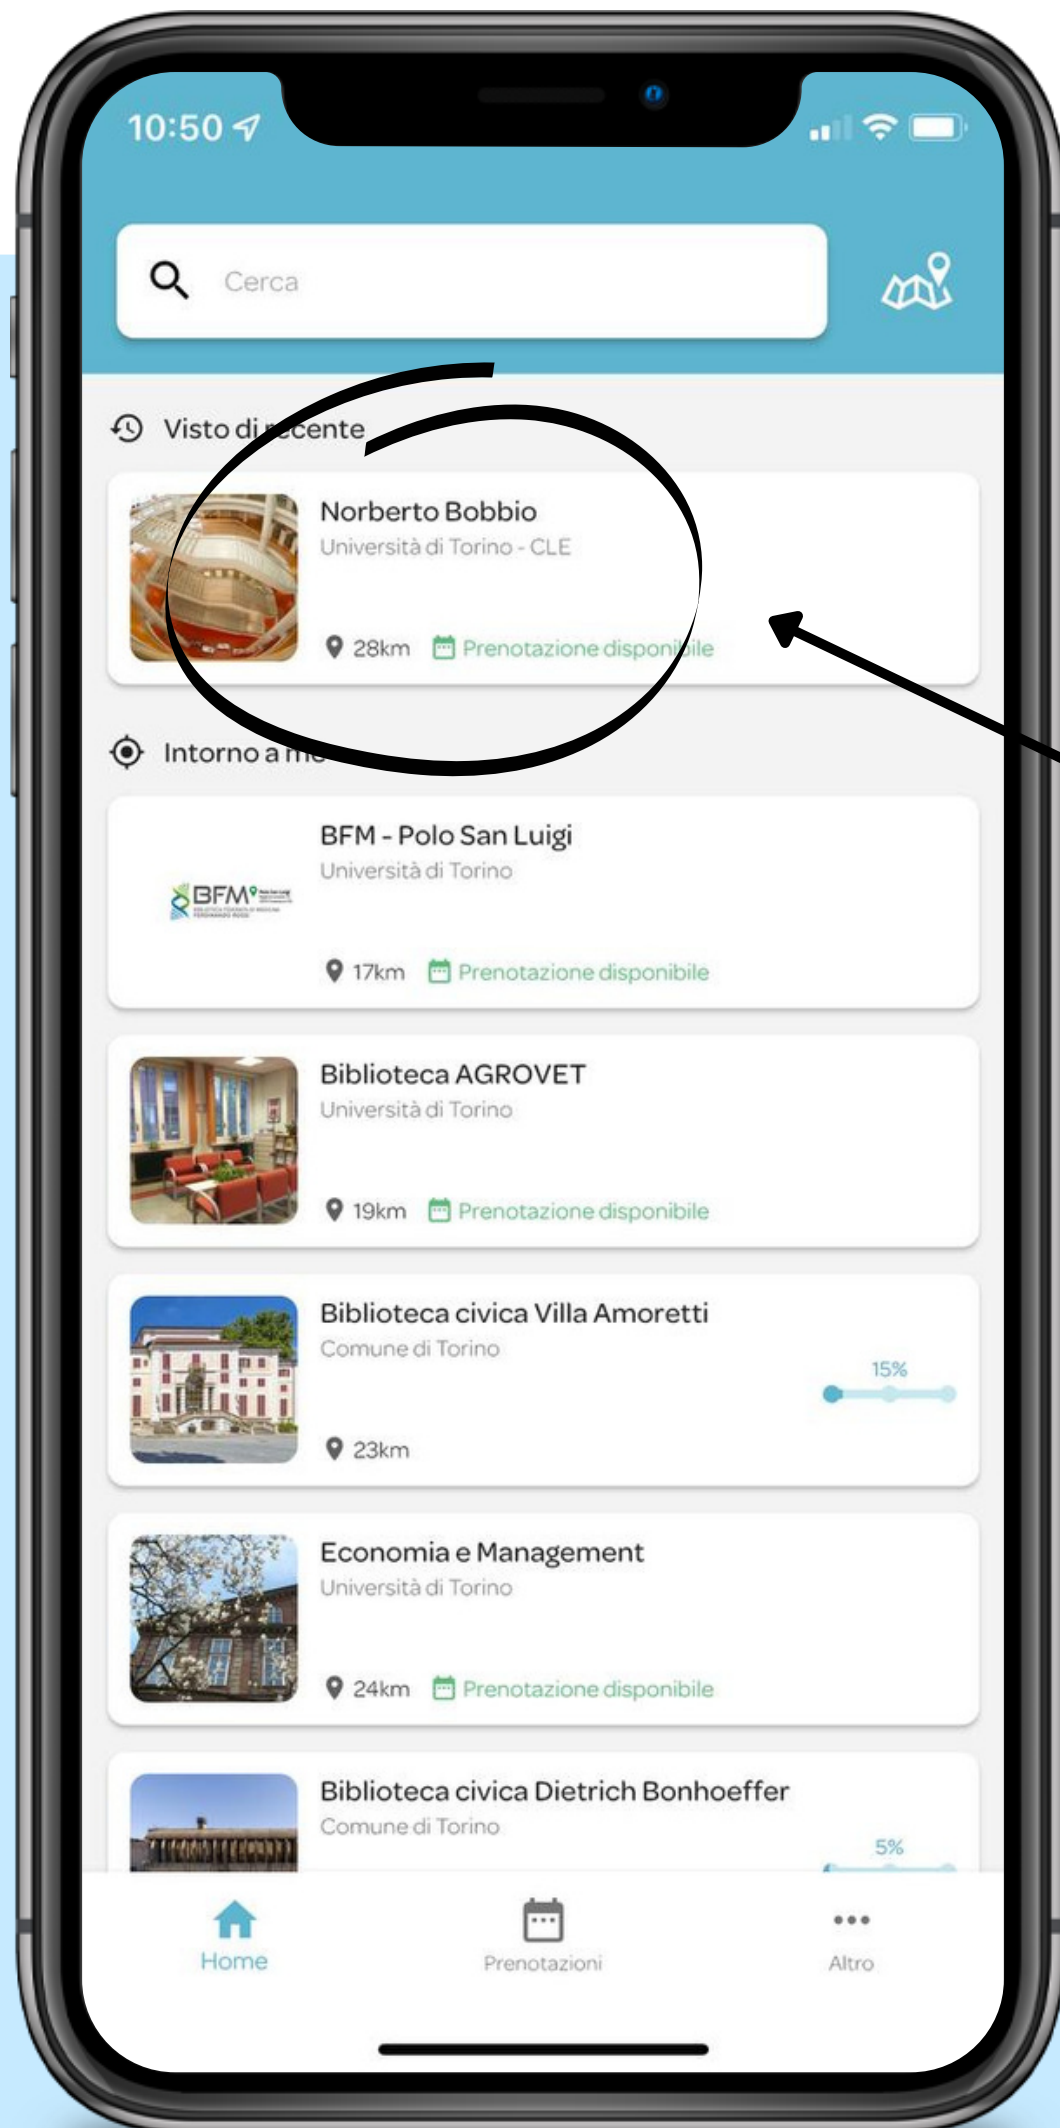 10:50
Cerca
Visto di recente
Norberto Bobbio
Università di Torino - CLE
28km Prenotazione disponibile
Intorno a me
BFM - Polo San Luigi
Università di Torino
BFM
17km Prenotazione disponibile
Biblioteca AGROVET
Università di Torino
19km Prenotazione disponibile
Biblioteca civica Villa Amoretti
Comune di Torino
15%
23km
Economia e Management
Università di Torino
24km Prenotazione disponibile
Biblioteca civica Dietrich Bonhoeffer
Comune di Torino
5%
Home Prenotazioni Altro